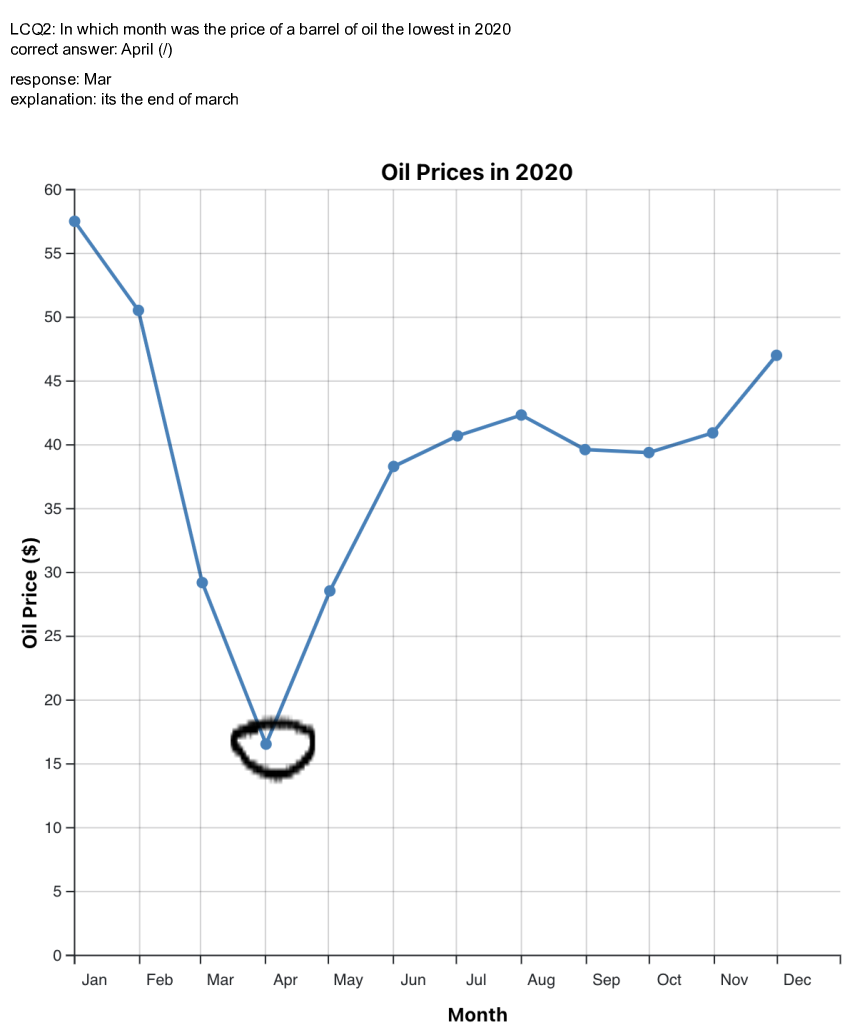 LCQ2: In which month was the price of a barrel of oil the lowest in 2020
correct answer: April (/)
response: Mar
explanation: its the end of march
Oil Prices in 2020
60
55
50
45
40
35
30
25
20
15
10
5
0
Oil Price ($)
Jan Feb Mar Apr May Jun Jul Aug Sep Oct Nov Dec
Month